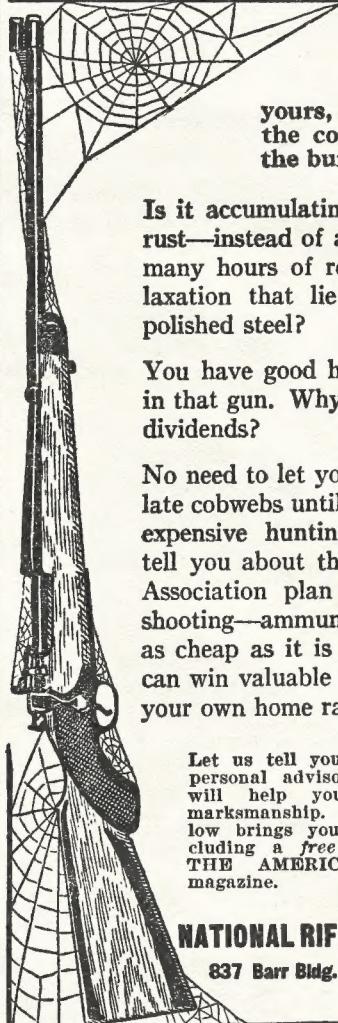 yours,
the co
the bu
Is it accumulatin
rust—instead of a
many hours of re
laxation that lie
polished steel?
You have good h
in that gun. Why
dividends?
No need to let yo
late cobwebs until
expensive huntin
tell you about th
Association plan
shooting—ammun
as cheap as it is
can win valuable
your own home ra
Let us tell you
personal adviso
will help you
marksmanship.
low brings you
cluding a free
THE AMERIC
magazine.
NATIONAL RIF
837 Barr Bldg.